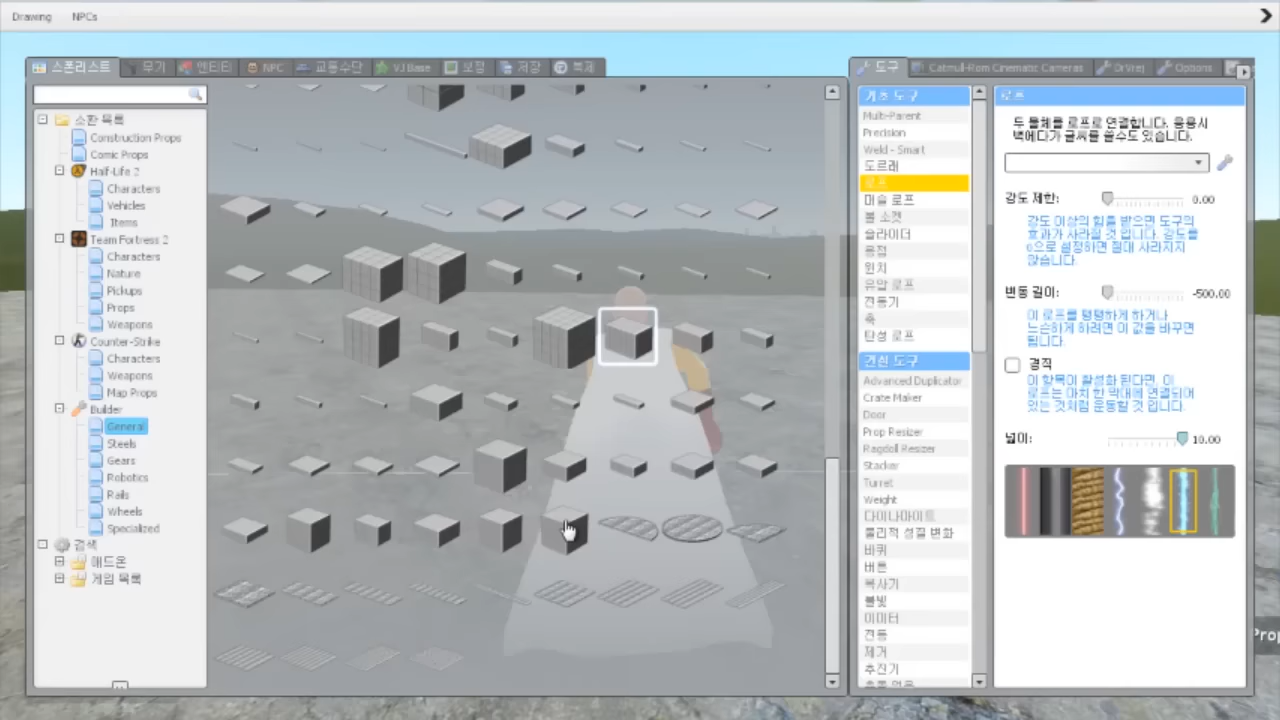 Drawing NPCs
스폰리스트 무기 엔티티 NPC 교통수단 VJ Base 보정 저장 복제
소환 목록
Construction Props
Comic Props
Half-Life 2
Characters
Vehicles
Items
Team Fortress 2
Characters
Nature
Pickups
Props
Weapons
Counter-Strike
Characters
Weapons
Map Props
Builder
General
Steels
Gears
Robotics
Rails
Wheels
Specialized
검색
애드온
게임 목록
도구 Catmull-Rom Cinematic Cameras DrVrej Options
기초 도구
Multi-Parent
Precision
Weld - Smart
도르래
로프
미술 로프
볼 소켓
슬라이더
용접
윈치
유압 로프
전동기
축
탄성 로프
건설 도구
Advanced Duplicator
Crate Maker
Door
Prop Resizer
Ragdoll Resizer
Stacker
Turret
Weight
다이나마이트
물리적 성질 변화
바퀴
버튼
복사기
불빛
이미터
전등
제거
추진기
로프
두 물체를 로프로 연결합니다. 응용시
벽에다가 글씨를 쓸수도 있습니다.
강도 제한: 0.00
강도 이상의 힘을 받으면 도구의
효과가 사라질 것 입니다. 강도를
0으로 설정하면 절대 사라지지
않습니다.
변동 길이: -500.00
이 로프를 팽팽하게 하거나
느슨하게 하려면 이 값을 바꾸면
됩니다.
경직
이 항목이 활성화 된다면, 이
로프는 마치 한 막대에 연결되어
있는 것처럼 운동할 것 입니다.
넓이: 10.00
Prop